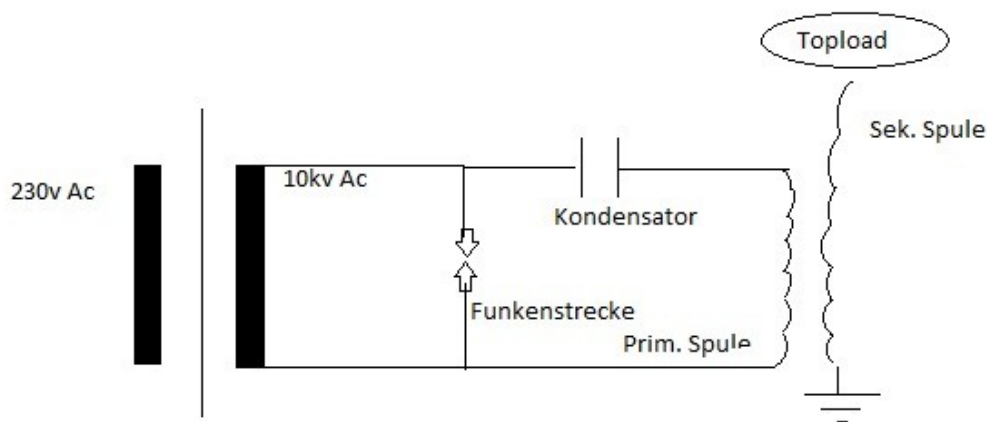 Topload
Sek. Spule
230v Ac
10kv Ac
Kondensator
Funkenstrecke
Prim. Spule